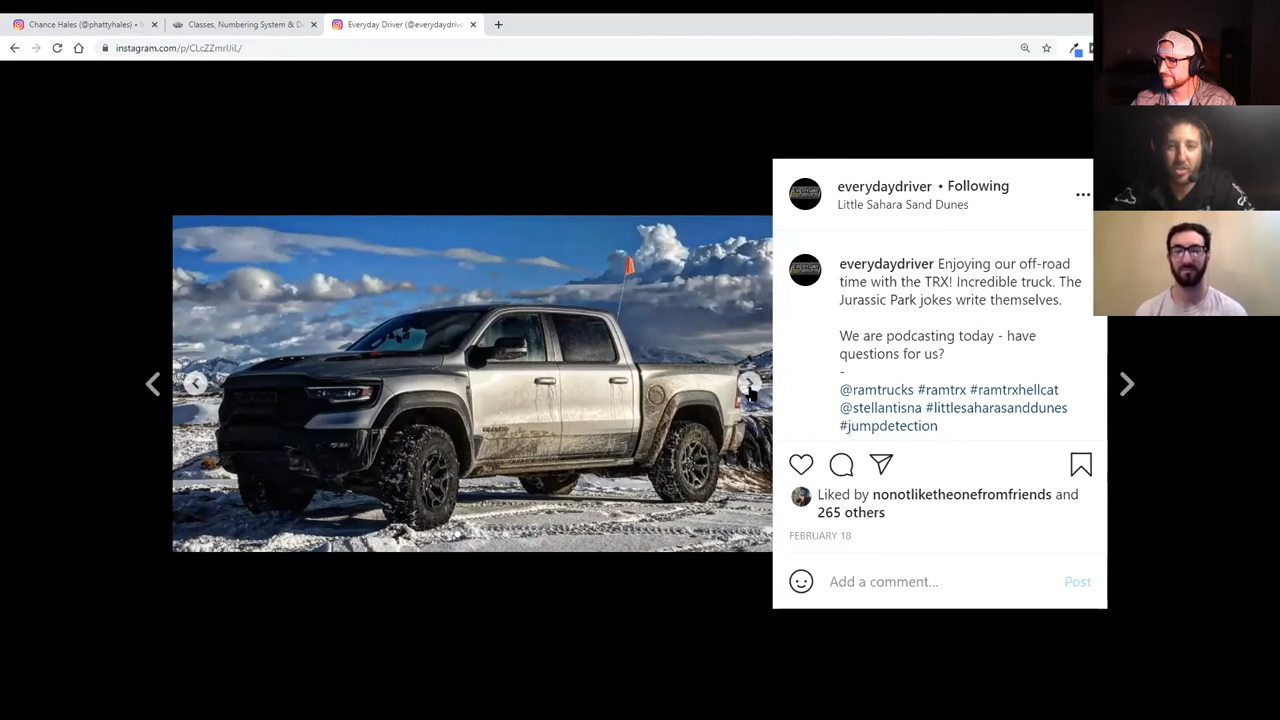 Chance Hales (@phattyhales) •
Classes, Numbering System & D
Everyday Driver (@everydaydrive
instagram.com/p/CLcZZmrlJiL/
everydaydriver • Following
Little Sahara Sand Dunes
everydaydriver Enjoying our off-road
time with the TRX! Incredible truck. The
Jurassic Park jokes write themselves.
We are podcasting today - have
questions for us?
-
@ramtrucks #ramtrx #ramtrxhellcat
@stellantisna #littlesaharasanddunes
#jumpdetection
Liked by nonotliketheonefromfriends and
265 others
FEBRUARY 18
Add a comment...
Post